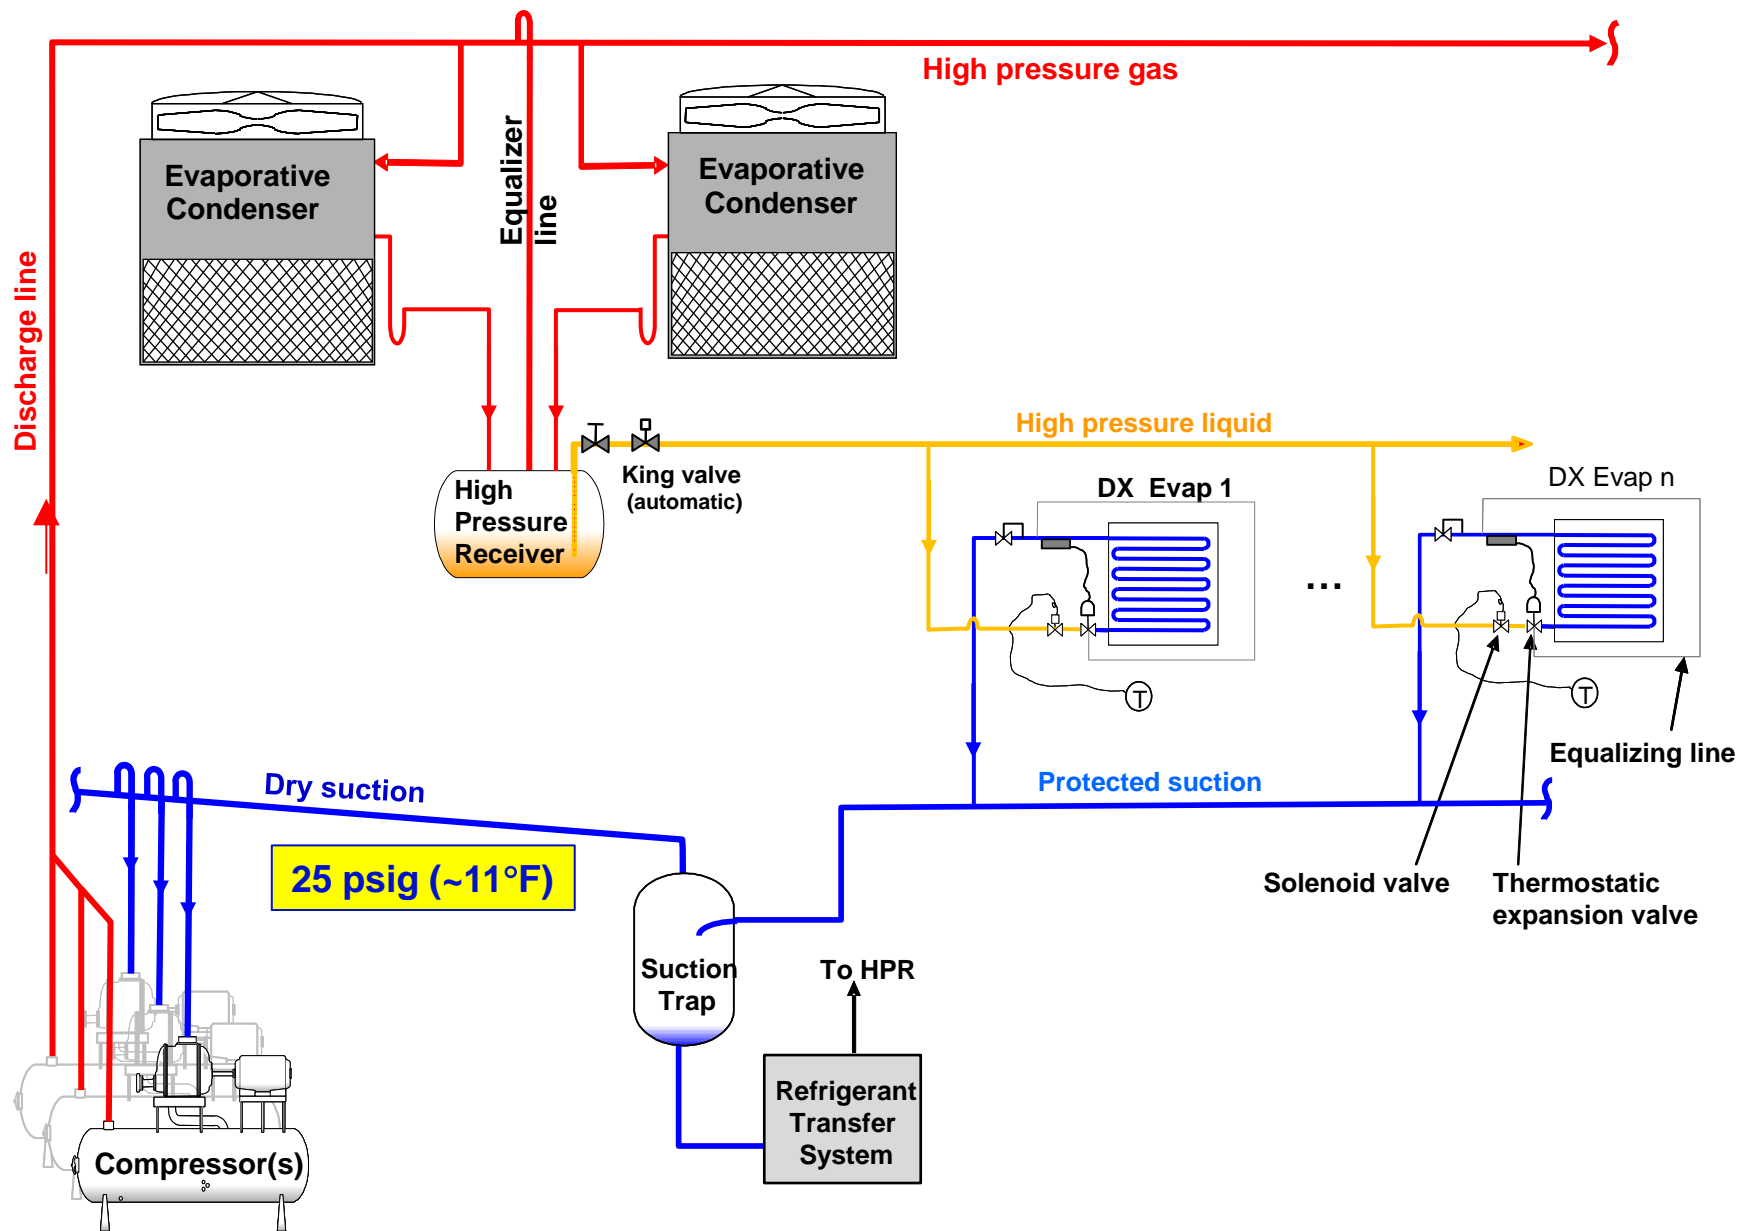 High pressure gas
Evaporative
Condenser
Equalizer
line
Evaporative
Condenser
Discharge line
High pressure liquid
King valve
(automatic)
High
Pressure
Receiver
DX Evap 1
DX Evap n
...
T
T
Equalizing line
Dry suction
Protected suction
25 psig (~11°F)
Solenoid valve
Thermostatic
expansion valve
Suction
Trap
To HPR
Refrigerant
Transfer
System
Compressor(s)